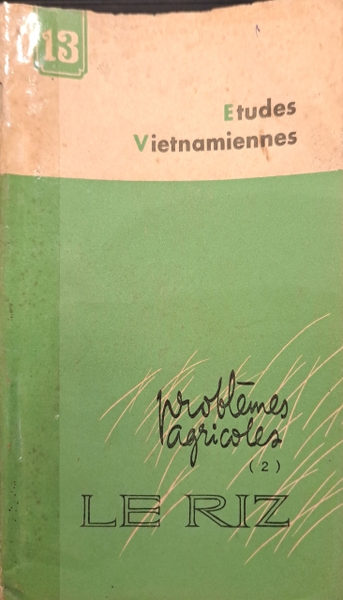 13
Etudes
Vietnamiennes
problèmes
agricoles
(2)
LE RIZ